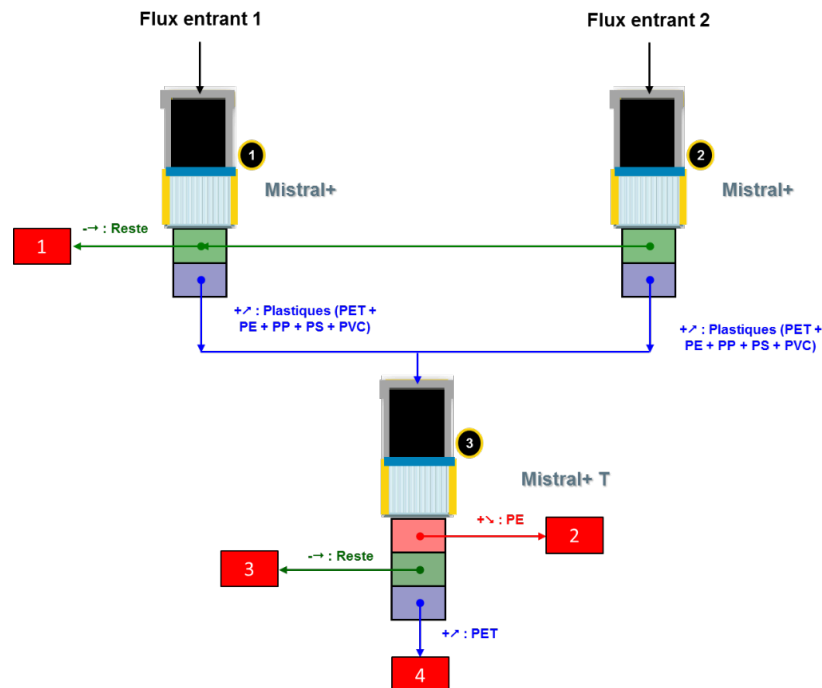 Flux entrant 1
Flux entrant 2
1
2
Mistral+
Mistral+
-→ : Reste
1
+↗ : Plastiques (PET +
PE + PP + PS + PVC)
+↗ : Plastiques (PET +
PE + PP + PS + PVC)
3
Mistral+ T
+↘ : PE
2
-→ : Reste
3
+↗ : PET
4